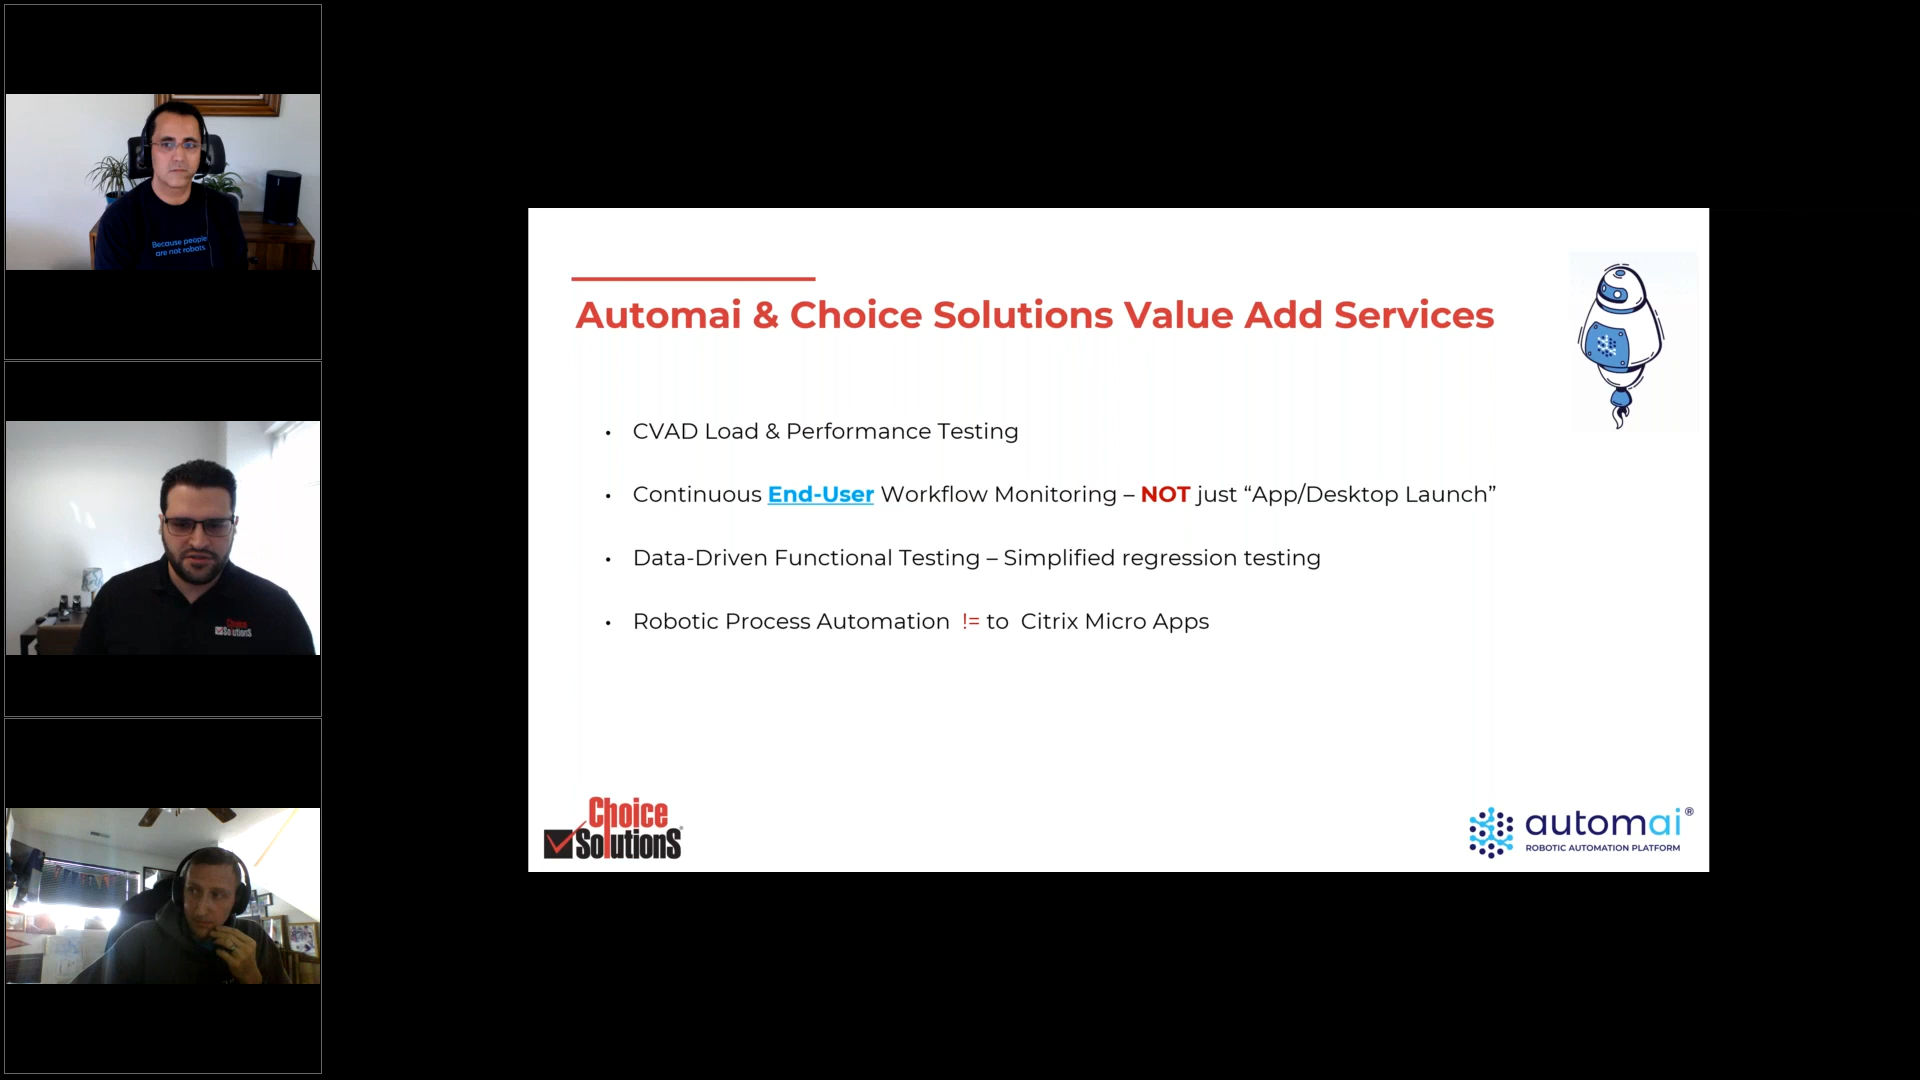 Because people
are not robots.
Choice
Solutions
Automai & Choice Solutions Value Add Services
• CVAD Load & Performance Testing
• Continuous End-User Workflow Monitoring – NOT just “App/Desktop Launch”
• Data-Driven Functional Testing – Simplified regression testing
• Robotic Process Automation != to Citrix Micro Apps
Choice
Solutions
automai®
ROBOTIC AUTOMATION PLATFORM